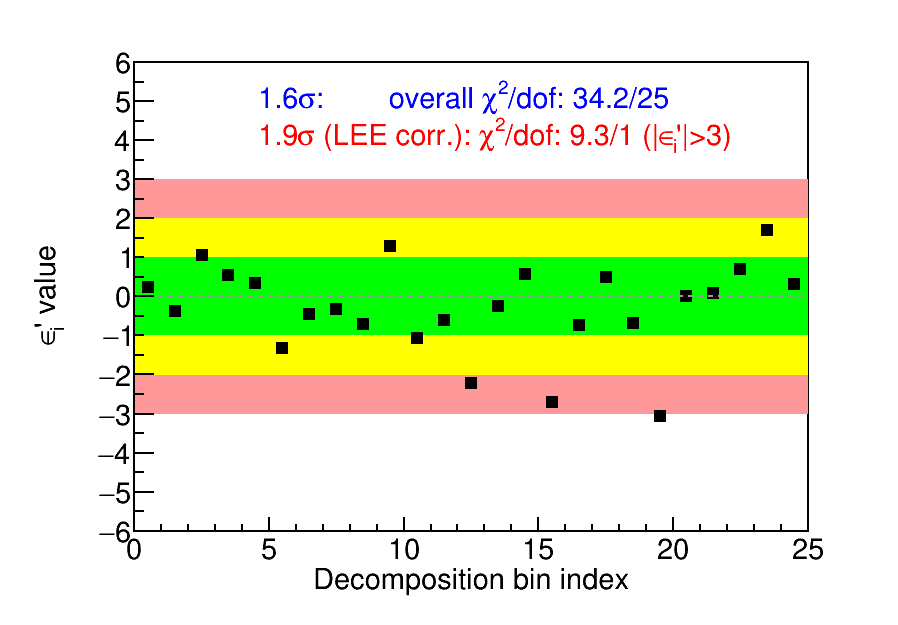 6
1.6σ: overall χ²/dof: 34.2/25
5
1.9σ (LEE corr.): χ²/dof: 9.3/1 (|ϵᵢ'|>3)
4
3
2
1
0
−1
−2
−3
−4
−5
−6
ϵᵢ' value
0 5 10 15 20 25
Decomposition bin index